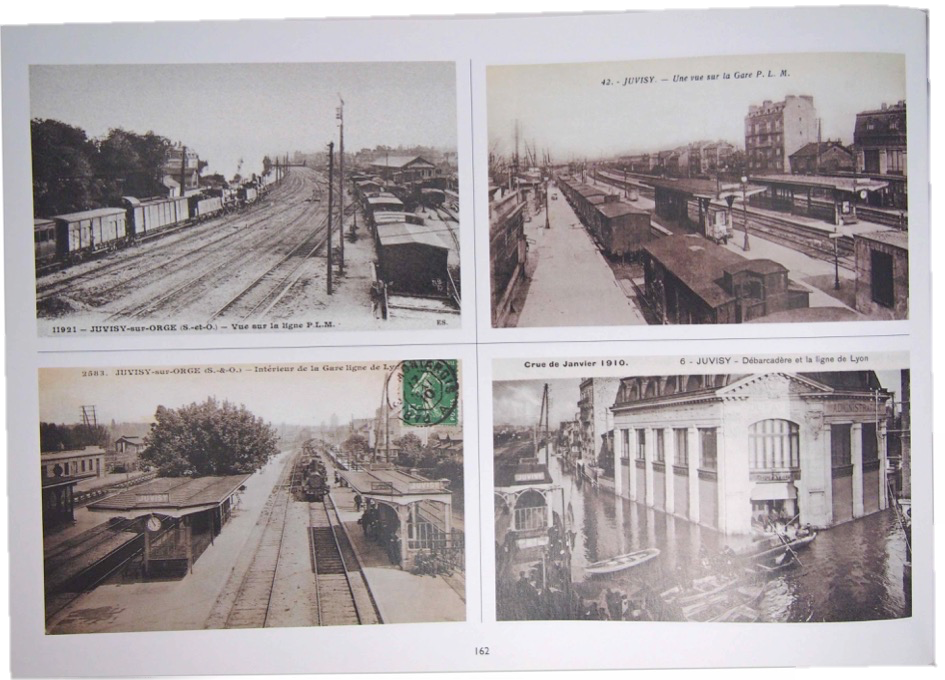 11921 – JUVISY-sur-ORGE (S.-et-O.) – Vue sur la ligne P.L.M.
ES.
42. - JUVISY. — Une vue sur la Gare P. L. M.
2583. JUVISY-sur-ORGE (S.-&-O.) - Intérieur de la Gare ligne de
Crue de Janvier 1910.
6 - JUVISY - Débarcadère et la ligne de Lyon
162